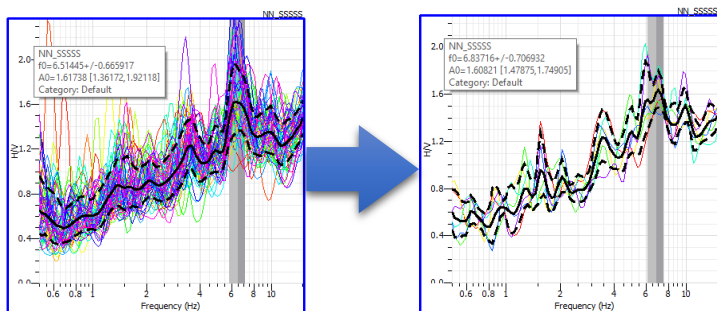 NN_SSSSS
NN_SSSSS
f0=6.51445+/-0.665917
A0=1.61738 [1.36172,1.92118]
Category: Default
2.0
1.6
1.2
0.8
0.4
0.0
H/V
0.6 0.8 1 2 4 6 8 10
Frequency (Hz)
NN_SSSSS
NN_SSSSS
f0=6.83716+/-0.706932
A0=1.60821 [1.47875,1.74905]
Category: Default
2.0
1.6
1.2
0.8
0.4
0.0
H/V
0.6 0.8 1 2 4 6 8 10
Frequency (Hz)